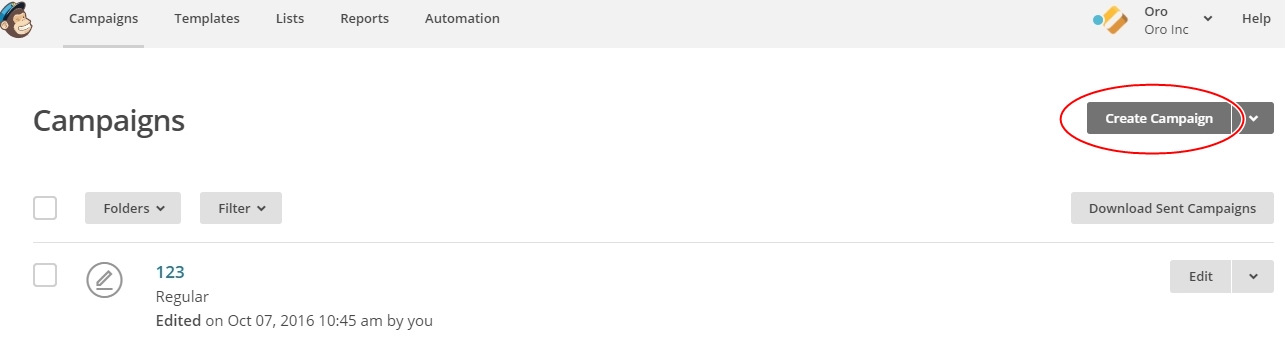 Campaigns Templates Lists Reports Automation Oro Help
Oro Inc
Campaigns Create Campaign
Folders Filter Download Sent Campaigns
123 Edit
Regular
Edited on Oct 07, 2016 10:45 am by you